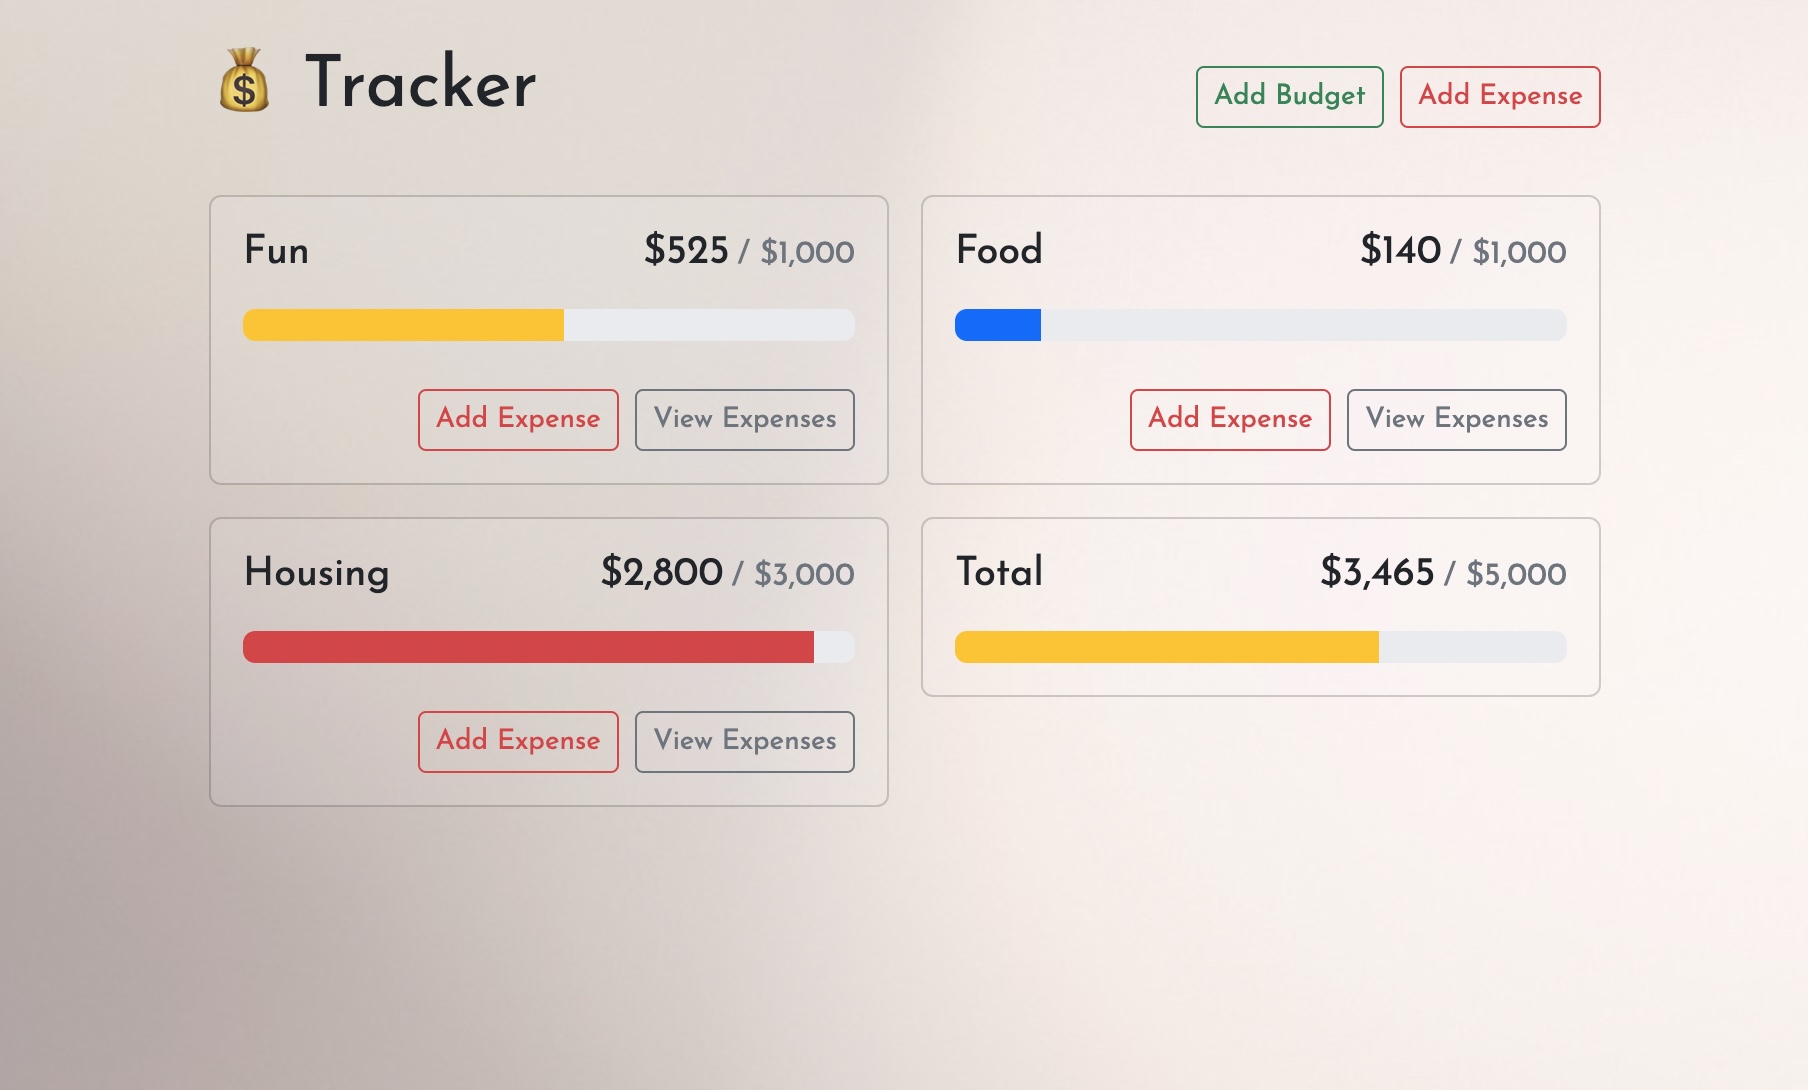 💰 Tracker
Add Budget Add Expense
Fun $525 / $1,000
Add Expense View Expenses
Food $140 / $1,000
Add Expense View Expenses
Housing $2,800 / $3,000
Add Expense View Expenses
Total $3,465 / $5,000